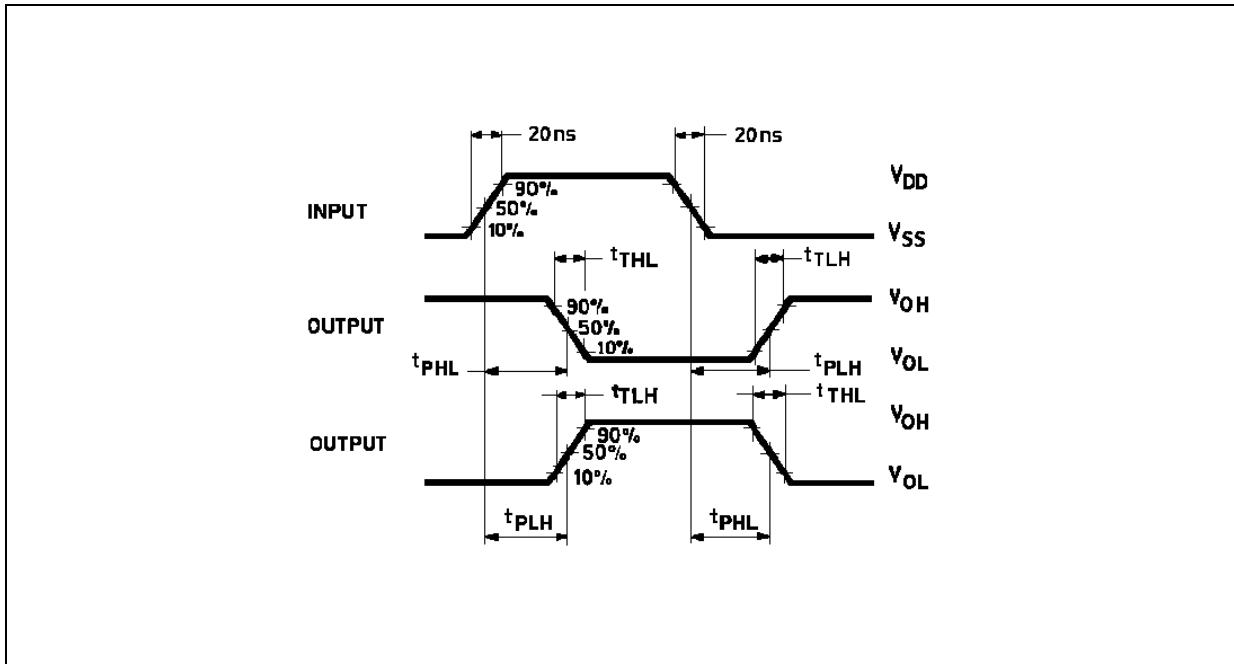 20ns 20ns
90%
50%
10%
INPUT
VDD
VSS
tTHL tTLH
90%
50%
10%
OUTPUT
VOH
VOL
tPHL tPLH
tTLH tTHL
90%
50%
10%
OUTPUT
VOH
VOL
tPLH tPHL